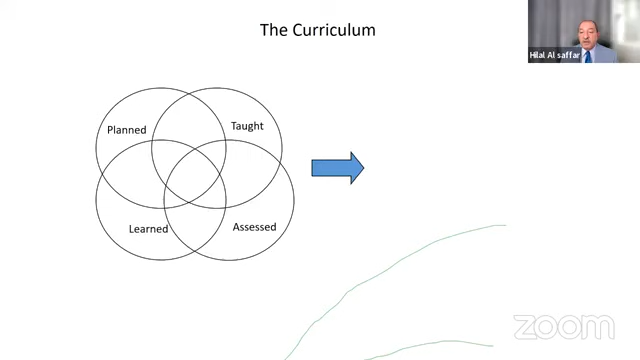 The Curriculum
Hilal Al saffar
Planned
Taught
Learned
Assessed
zoom